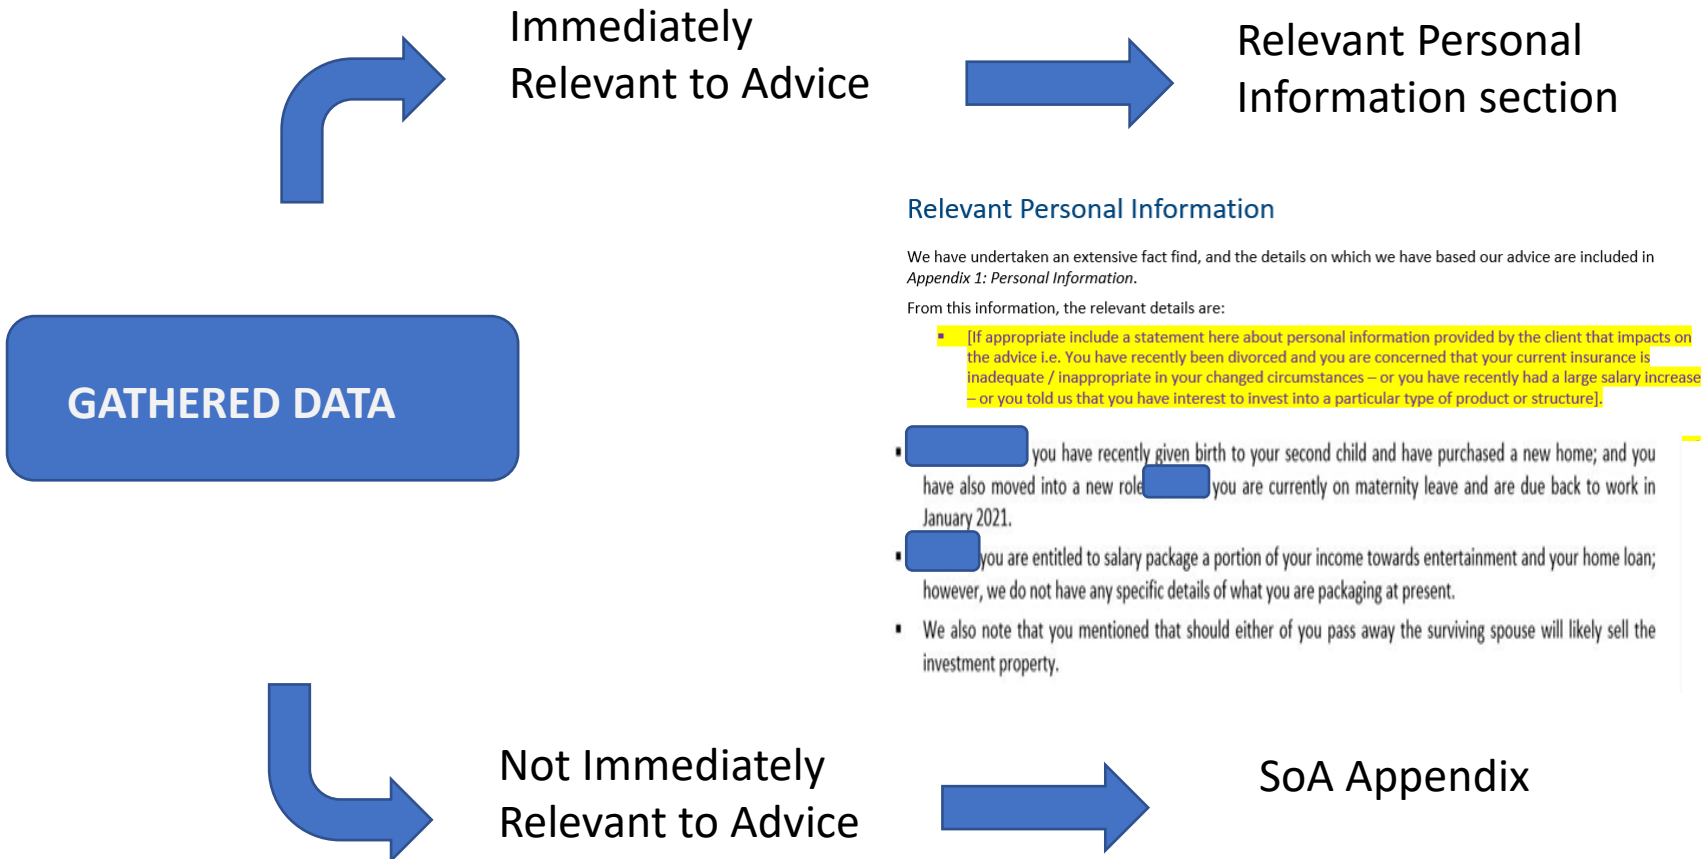 Immediately
Relevant to Advice
Relevant Personal
Information section
Relevant Personal Information
We have undertaken an extensive fact find, and the details on which we have based our advice are included in
Appendix 1: Personal Information.
From this information, the relevant details are:
▪ [If appropriate include a statement here about personal information provided by the client that impacts on
the advice i.e. You have recently been divorced and you are concerned that your current insurance is
inadequate / inappropriate in your changed circumstances – or you have recently had a large salary increase
– or you told us that you have interest to invest into a particular type of product or structure].
GATHERED DATA
▪ you have recently given birth to your second child and have purchased a new home; and you
have also moved into a new role you are currently on maternity leave and are due back to work in
January 2021.
▪ you are entitled to salary package a portion of your income towards entertainment and your home loan;
however, we do not have any specific details of what you are packaging at present.
▪ We also note that you mentioned that should either of you pass away the surviving spouse will likely sell the
investment property.
Not Immediately
Relevant to Advice
SoA Appendix